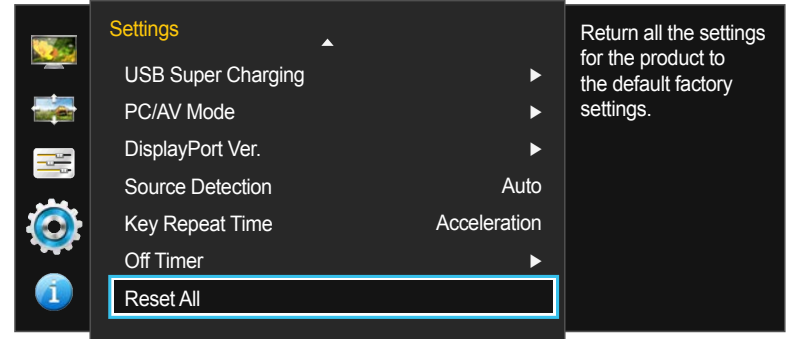 Settings
USB Super Charging
PC/AV Mode
DisplayPort Ver.
Source Detection Auto
Key Repeat Time Acceleration
Off Timer
Reset All
Return all the settings
for the product to
the default factory
settings.